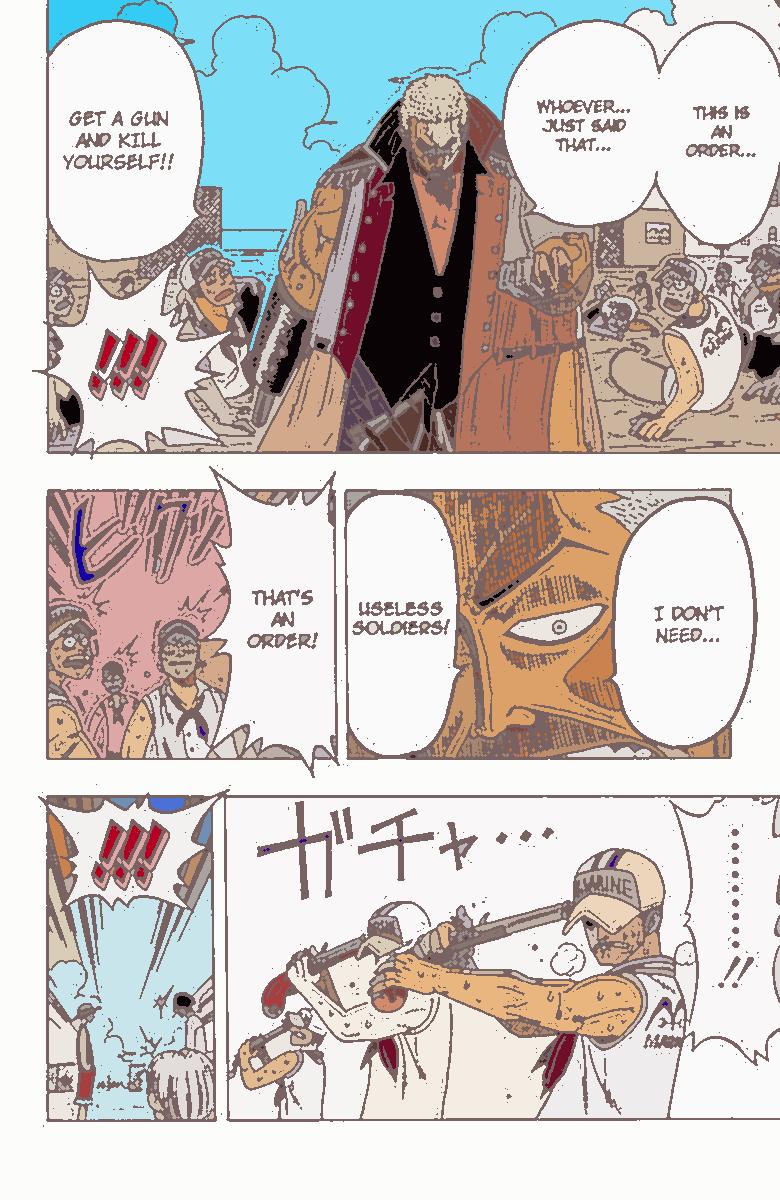 THIS IS
AN
ORDER...
WHOEVER...
JUST SAID
THAT...
GET A GUN
AND KILL
YOURSELF!!
!!!
I DON'T
NEED...
USELESS
SOLDIERS!
THAT'S
AN
ORDER!
..........!!
ガチャ...
MARINE
!!!